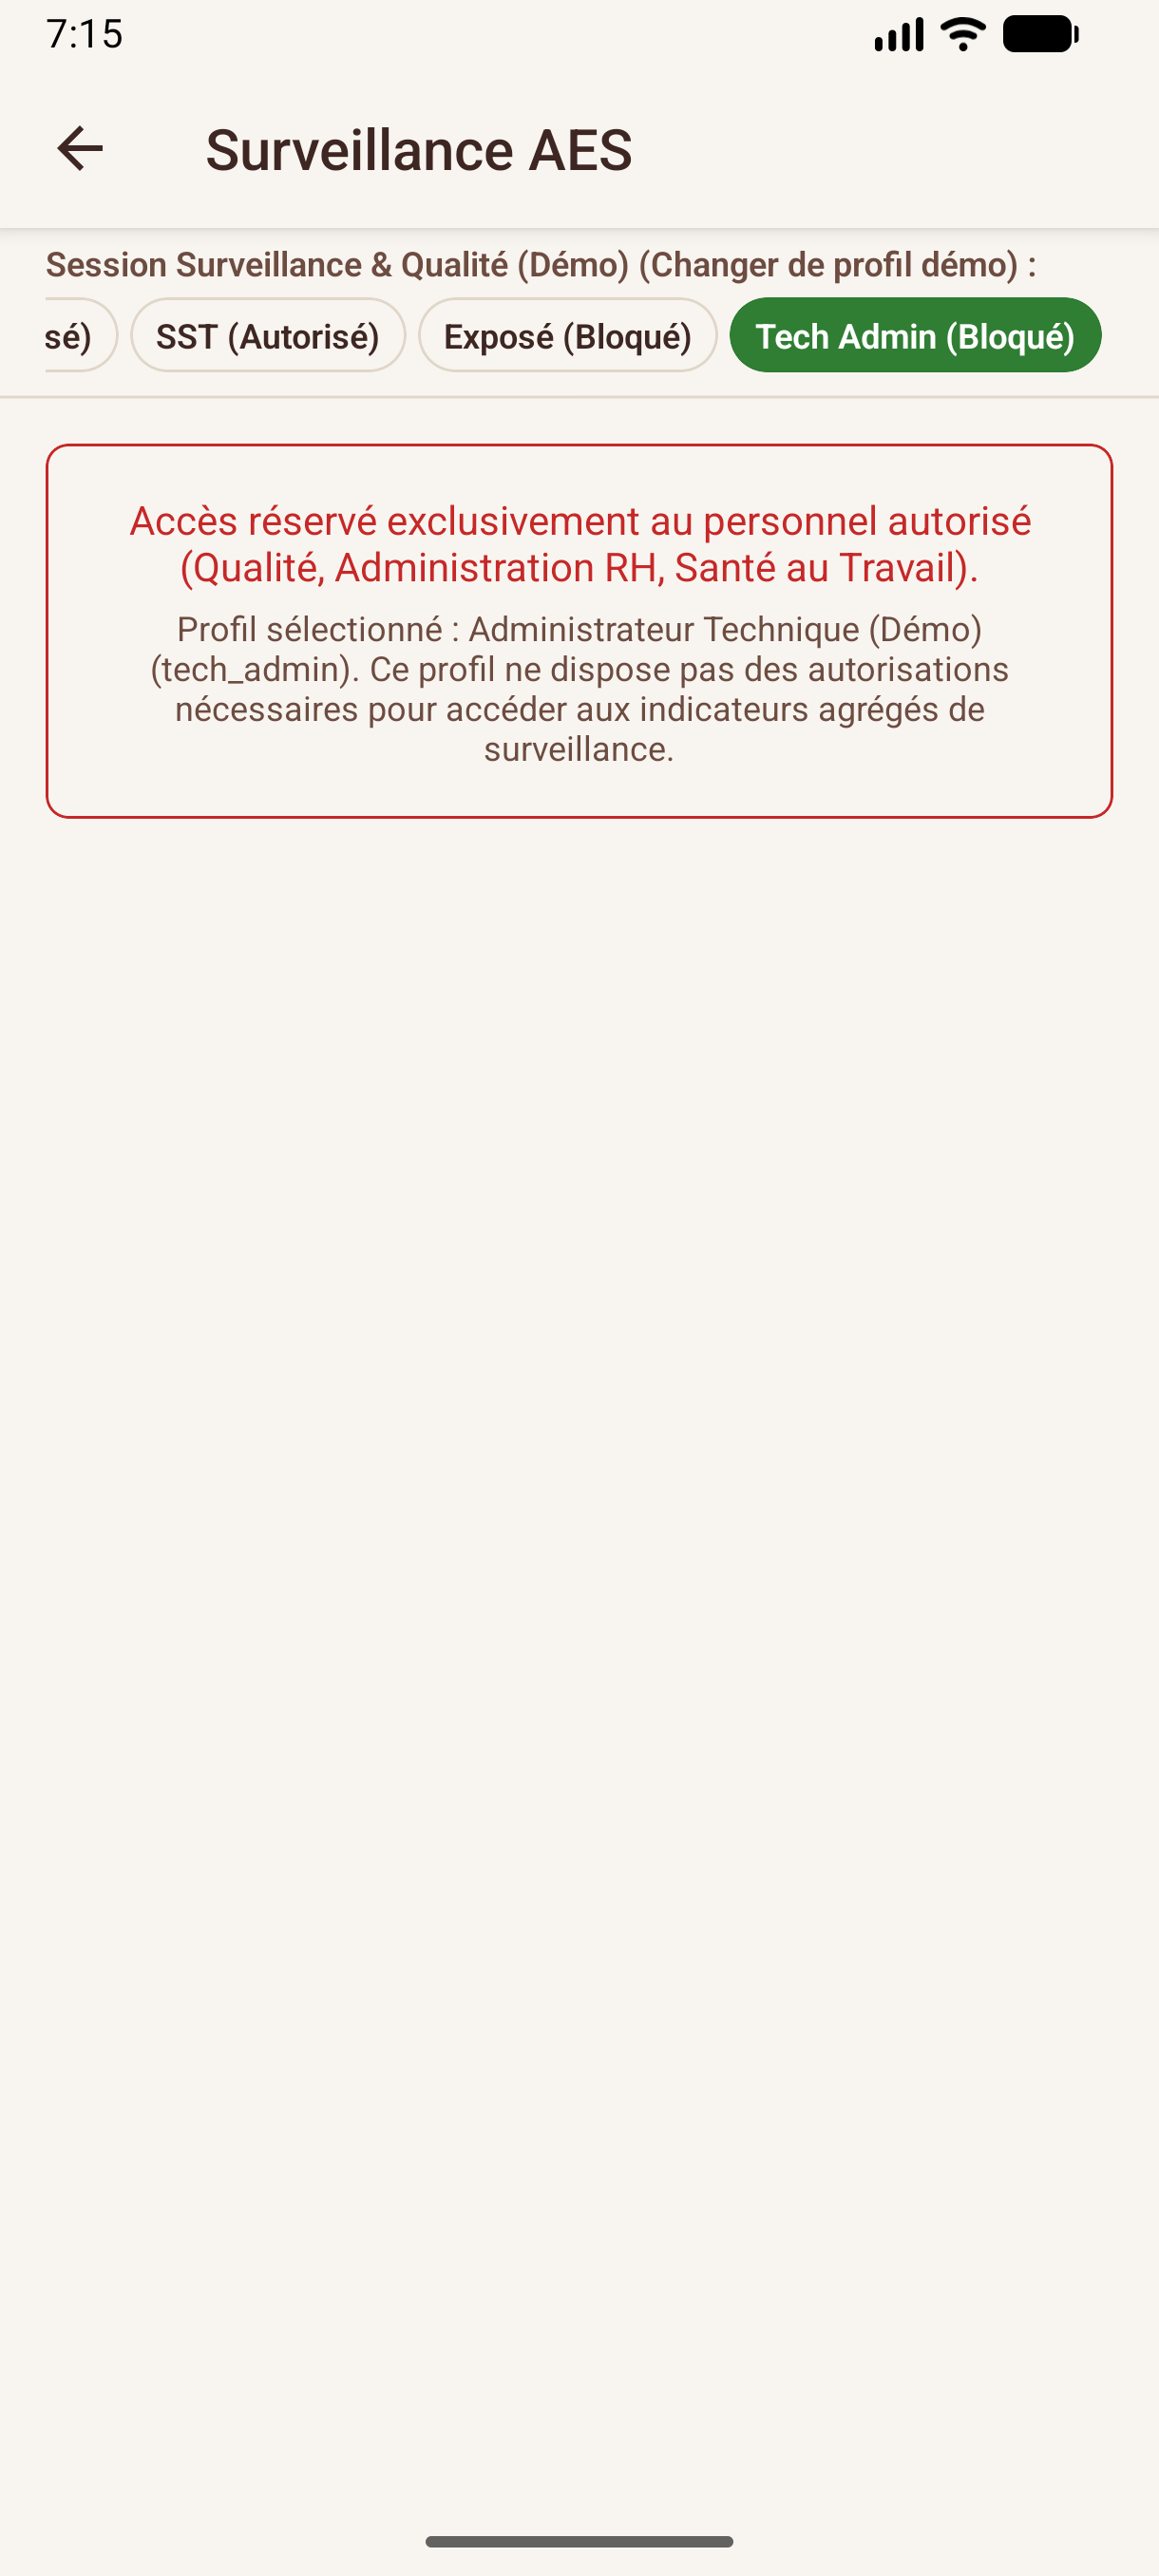 7:15
Surveillance AES
Session Surveillance & Qualité (Démo) (Changer de profil démo) :
sé) SST (Autorisé) Exposé (Bloqué) Tech Admin (Bloqué)
Accès réservé exclusivement au personnel autorisé
(Qualité, Administration RH, Santé au Travail).
Profil sélectionné : Administrateur Technique (Démo)
(tech_admin). Ce profil ne dispose pas des autorisations
nécessaires pour accéder aux indicateurs agrégés de
surveillance.